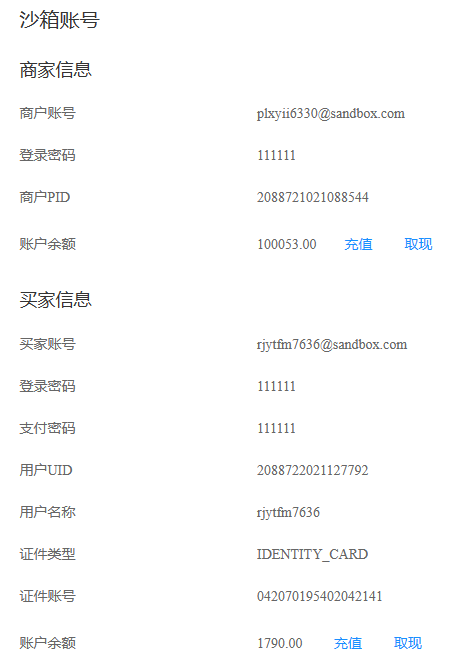 沙箱账号
商家信息
商户账号 plxyii6330@sandbox.com
登录密码 111111
商户PID 2088721021088544
账户余额 100053.00 充值 取现
买家信息
买家账号 rjytfm7636@sandbox.com
登录密码 111111
支付密码 111111
用户UID 2088722021127792
用户名称 rjytfm7636
证件类型 IDENTITY_CARD
证件账号 042070195402042141
账户余额 1790.00 充值 取现